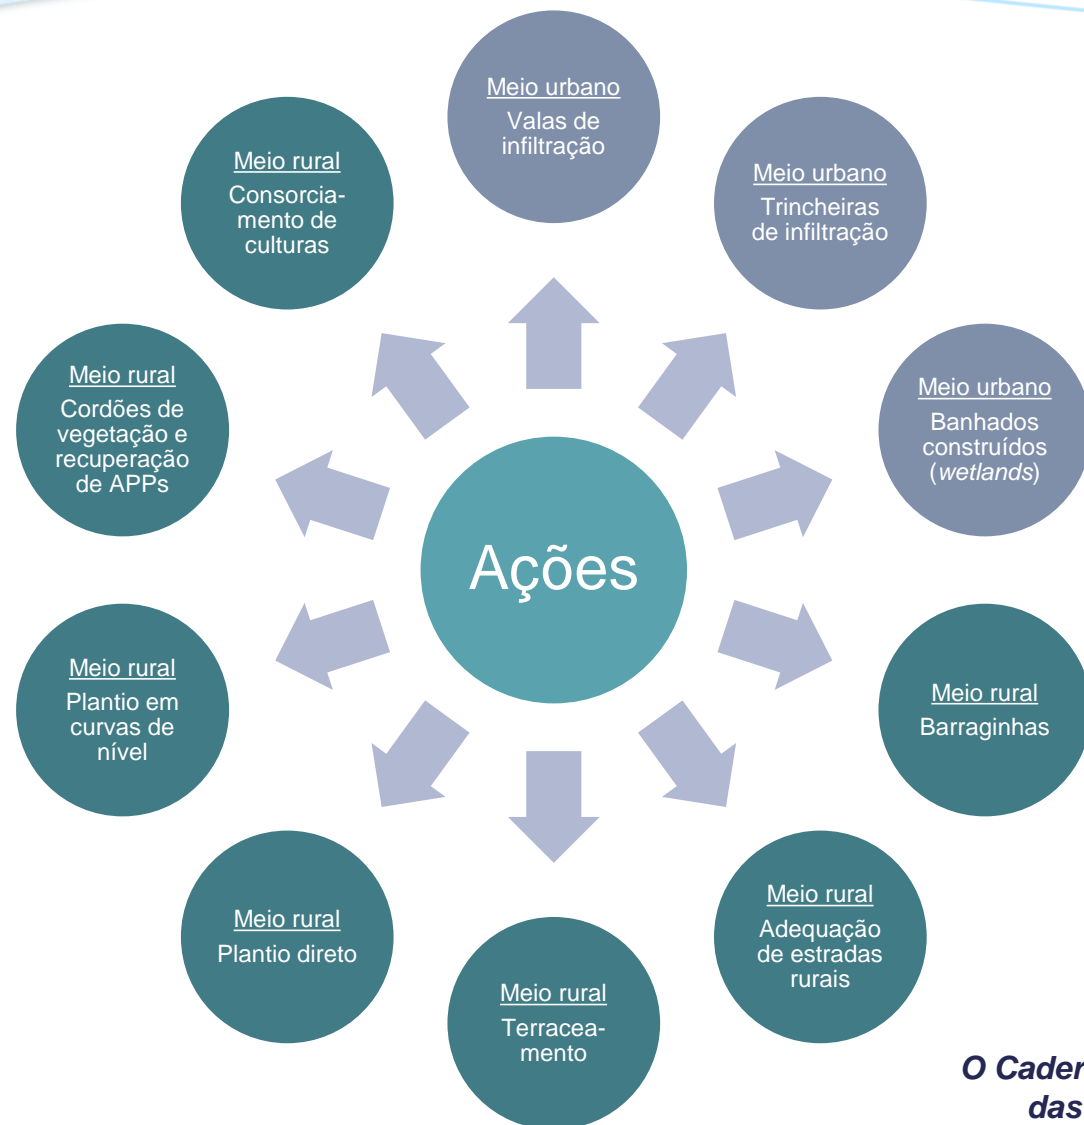 Meio urbano
Valas de
infiltração
Meio urbano
Trincheiras
de infiltração
Meio urbano
Banhados
construídos
(wetlands)
Meio rural
Barraginhas
Meio rural
Adequação
de estradas
rurais
Meio rural
Terracea-
mento
Meio rural
Plantio direto
Meio rural
Plantio em
curvas de
nível
Meio rural
Cordões de
vegetação e
recuperação
de APPs
Meio rural
Consorcia-
mento de
culturas
Ações
O Cader
das